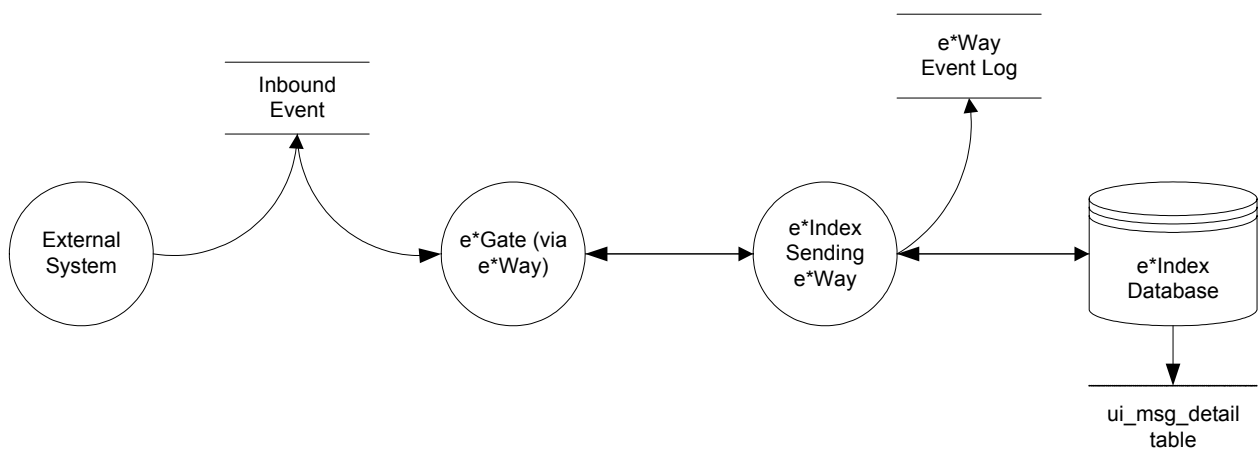 e*Way
Event Log
Inbound
Event
External
System
e*Gate (via
e*Way)
e*Index
Sending
e*Way
e*Index
Database
ui_msg_detail
table